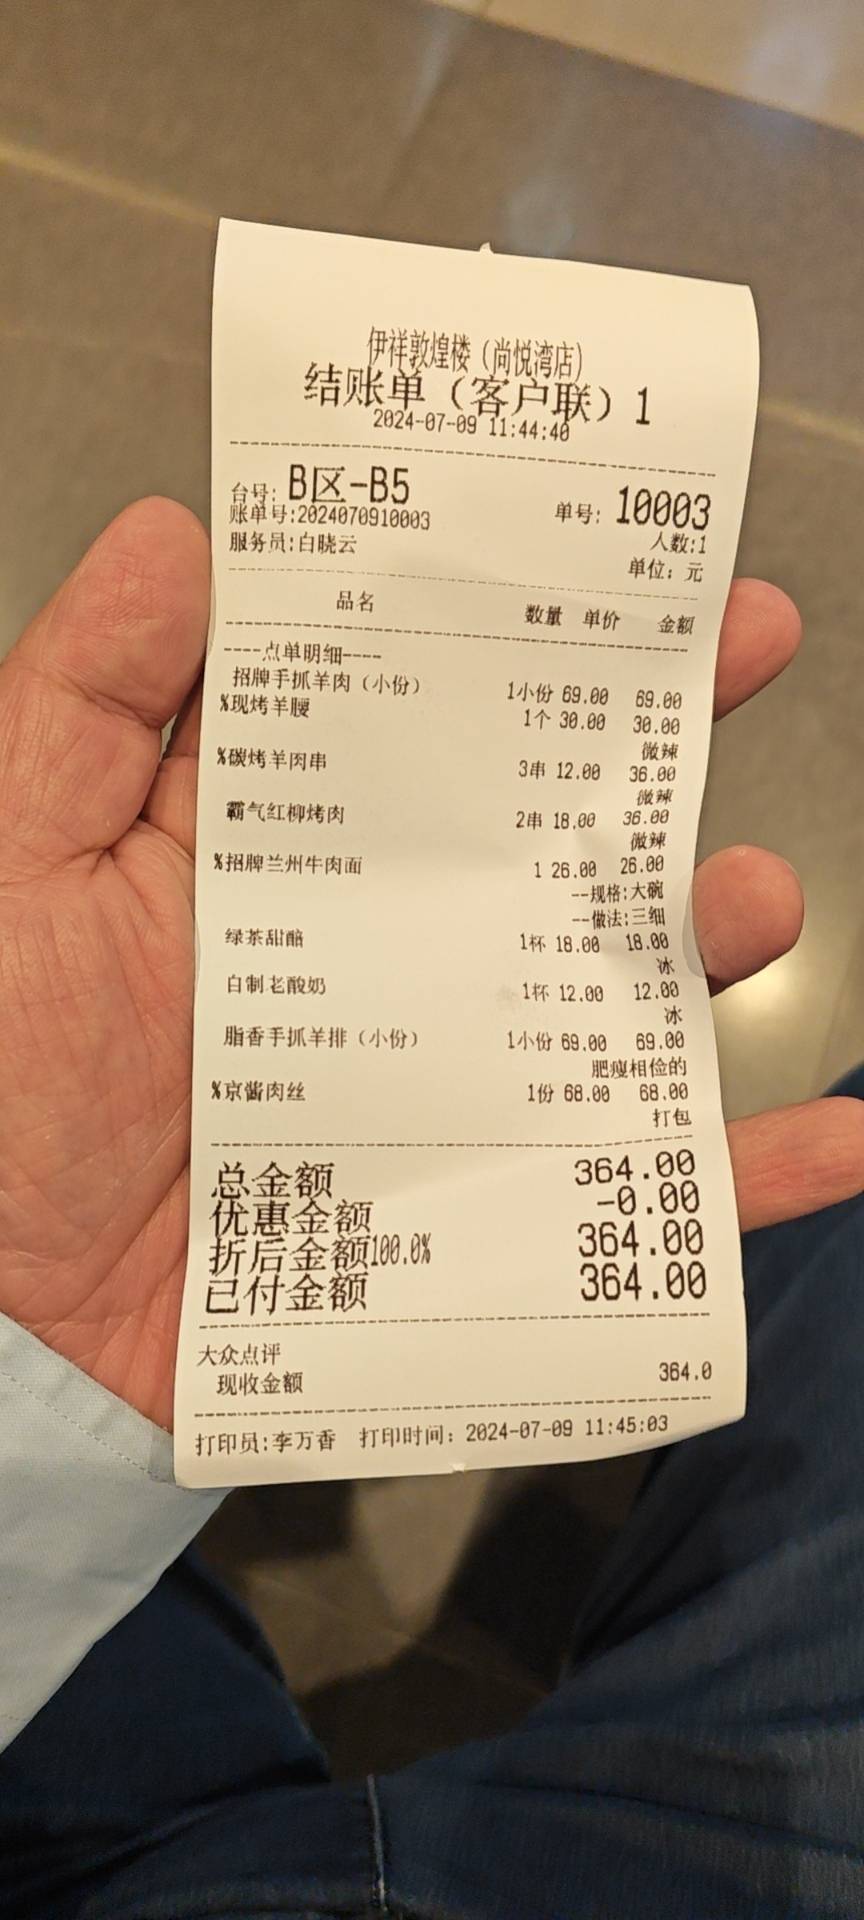 伊祥敦煌楼（尚悦湾店）
结账单（客户联）1
2024-07-09 11:44:40
台号: B区-B5 单号: 10003
账单号:2024070910003 人数:1
服务员:白晓云 单位: 元
品名 数量 单价 金额
----点单明细----
招牌手抓羊肉（小份） 1小份 69.00 69.00
%现烤羊腰 1个 30.00 30.00
微辣
%碳烤羊肉串 3串 12.00 36.00
微辣
霸气红柳烤肉 2串 18.00 36.00
微辣
%招牌兰州牛肉面 1 26.00 26.00
--规格:大碗
--做法:三细
绿茶甜醅 1杯 18.00 18.00
冰
自制老酸奶 1杯 12.00 12.00
冰
脂香手抓羊排（小份） 1小份 69.00 69.00
肥瘦相俭的
%京酱肉丝 1份 68.00 68.00
打包
总金额 364.00
优惠金额 -0.00
折后金额100.0% 364.00
已付金额 364.00
大众点评
现收金额 364.0
打印员:李万香 打印时间: 2024-07-09 11:45:03